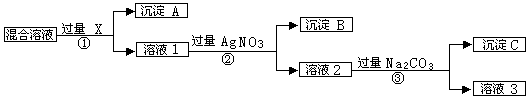 混合溶液
过量 X
①
沉淀 A
溶液 1
过量 AgNO3
②
沉淀 B
溶液 2
过量 Na2CO3
③
沉淀 C
溶液 3